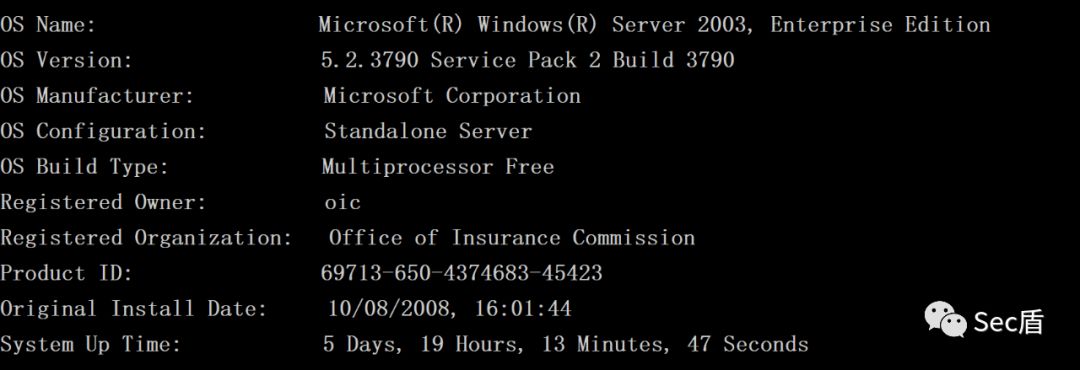 OS Name: Microsoft(R) Windows(R) Server 2003, Enterprise Edition
OS Version: 5.2.3790 Service Pack 2 Build 3790
OS Manufacturer: Microsoft Corporation
OS Configuration: Standalone Server
OS Build Type: Multiprocessor Free
Registered Owner: oic
Registered Organization: Office of Insurance Commission
Product ID: 69713-650-4374683-45423
Original Install Date: 10/08/2008, 16:01:44
System Up Time: 5 Days, 19 Hours, 13 Minutes, 47 Seconds
Sec盾